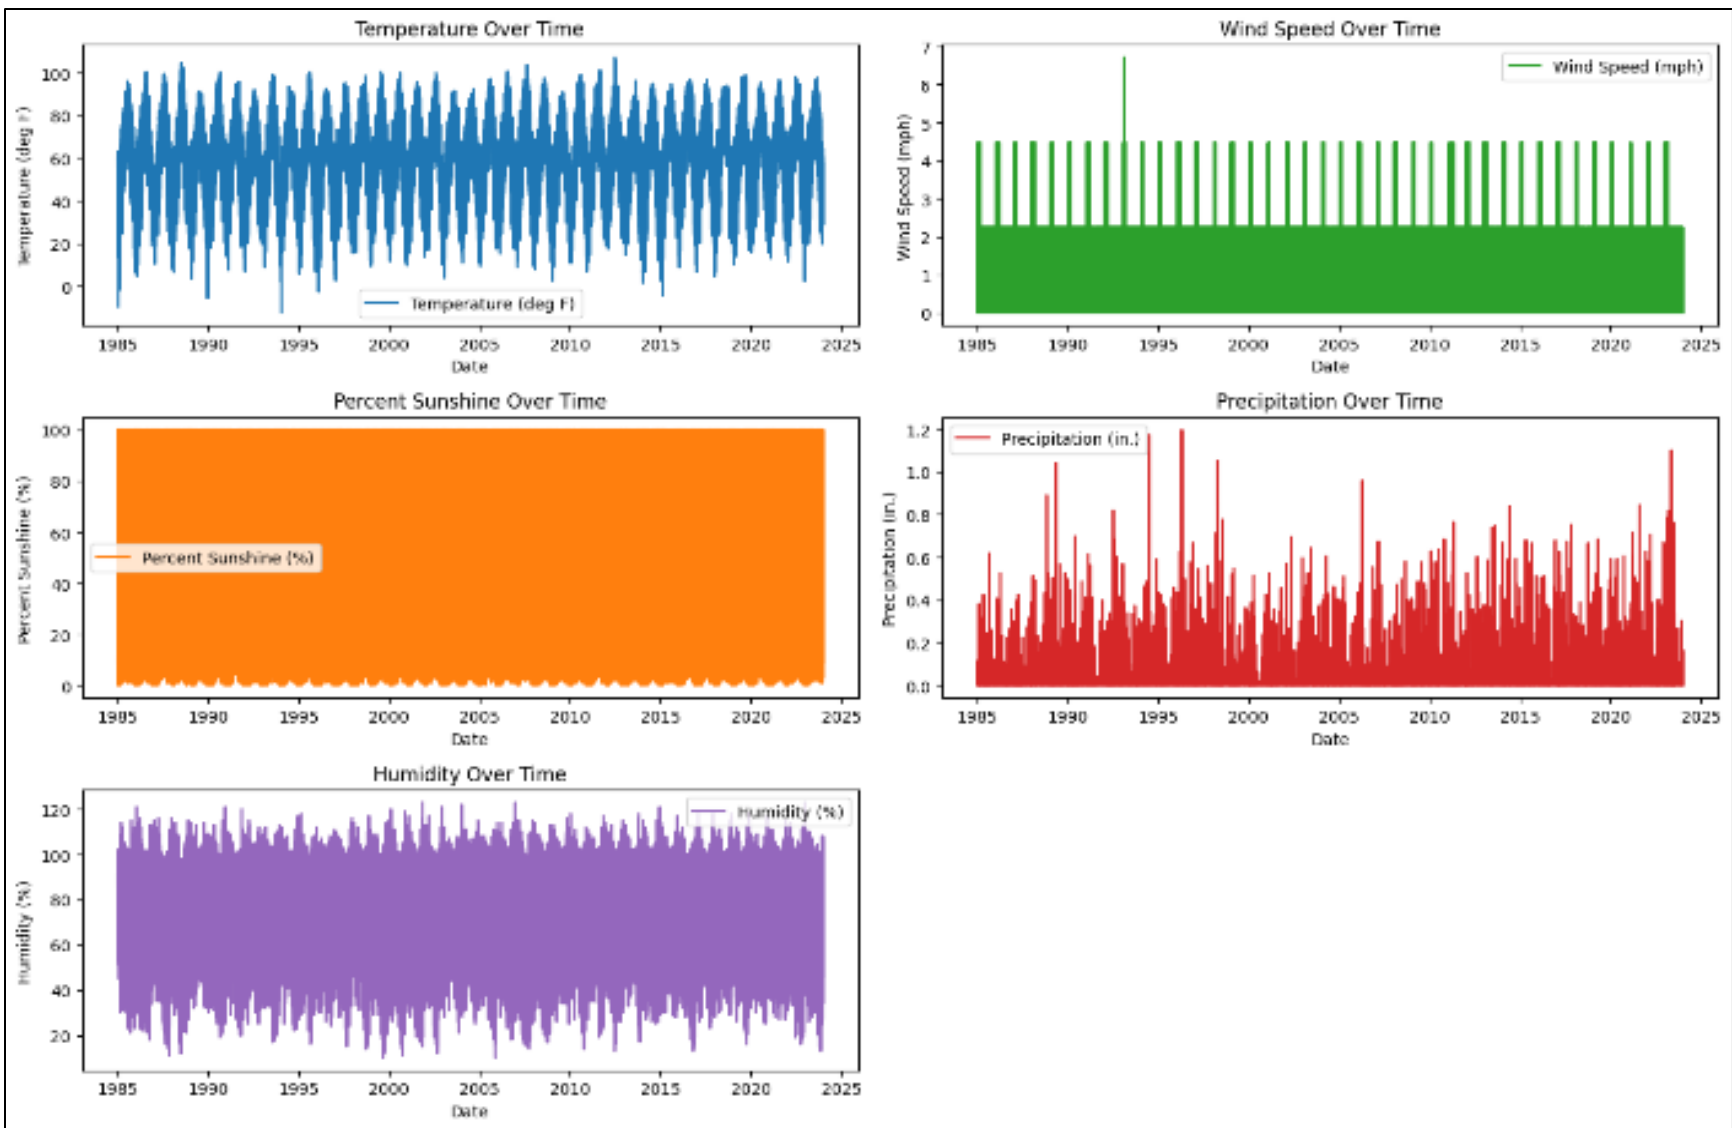 Temperature Over Time
Temperature (deg F)
100
80
60
40
20
0
Temperature (deg F)
1985 1990 1995 2000 2005 2010 2015 2020 2025
Date
Wind Speed Over Time
Wind Speed (mph)
7
6
5
4
3
2
1
0
Wind Speed (mph)
1985 1990 1995 2000 2005 2010 2015 2020 2025
Date
Percent Sunshine Over Time
Percent Sunshine (%)
100
80
60
40
20
0
Percent Sunshine (%)
1985 1990 1995 2000 2005 2010 2015 2020 2025
Date
Precipitation Over Time
Precipitation (in.)
1.2
1.0
0.8
0.6
0.4
0.2
0.0
Precipitation (in.)
1985 1990 1995 2000 2005 2010 2015 2020 2025
Date
Humidity Over Time
Humidity (%)
120
100
80
60
40
20
Humidity (%)
1985 1990 1995 2000 2005 2010 2015 2020 2025
Date